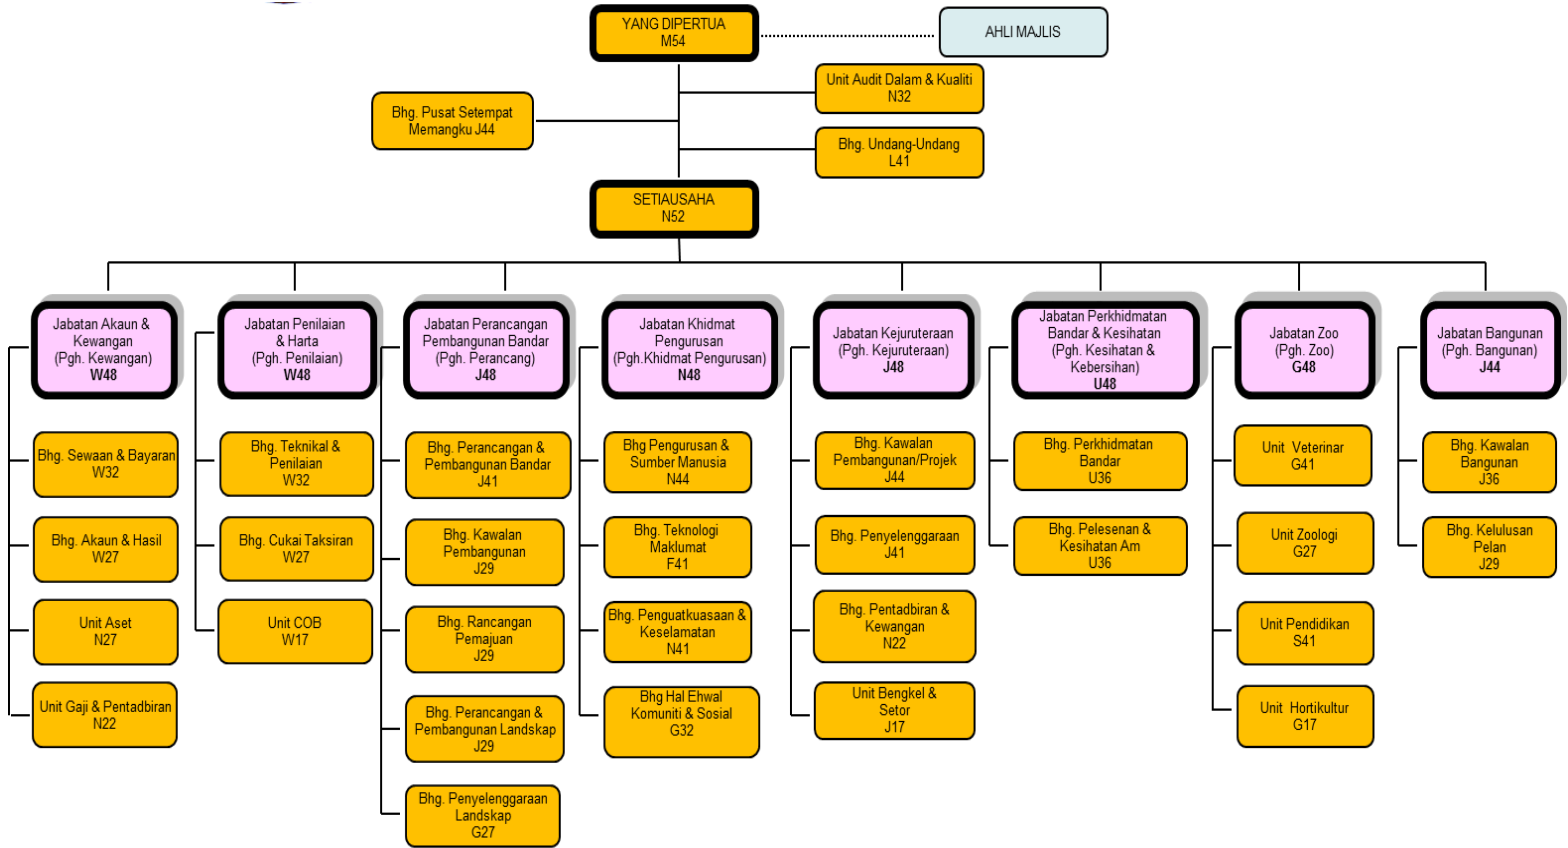 YANG DIPERTUA
M54
AHLI MAJLIS
Unit Audit Dalam & Kualiti
N32
Bhg. Pusat Setempat
Memangku J44
Bhg. Undang-Undang
L41
SETIAUSAHA
N52
Jabatan Akaun &
Kewangan
(Pgh. Kewangan)
W48
Bhg. Sewaan & Bayaran
W32
Bhg. Akaun & Hasil
W27
Unit Aset
N27
Unit Gaji & Pentadbiran
N22
Jabatan Penilaian
& Harta
(Pgh. Penilaian)
W48
Bhg. Teknikal &
Penilaian
W32
Bhg. Cukai Taksiran
W27
Unit COB
W17
Jabatan Perancangan
Pembangunan Bandar
(Pgh. Perancang)
J48
Bhg. Perancangan &
Pembangunan Bandar
J41
Bhg. Kawalan
Pembangunan
J29
Bhg. Rancangan
Pemajuan
J29
Bhg. Perancangan &
Pembangunan Landskap
J29
Bhg. Penyelenggaraan
Landskap
G27
Jabatan Khidmat
Pengurusan
(Pgh.Khidmat Pengurusan)
N48
Bhg Pengurusan &
Sumber Manusia
N44
Bhg. Teknologi
Maklumat
F41
Bhg. Penguatkuasaan &
Keselamatan
N41
Bhg Hal Ehwal
Komuniti & Sosial
G32
Jabatan Kejuruteraan
(Pgh. Kejuruteraan)
J48
Bhg. Kawalan
Pembangunan/Projek
J44
Bhg. Penyelenggaraan
J41
Bhg. Pentadbiran &
Kewangan
N22
Unit Bengkel &
Setor
J17
Jabatan Perkhidmatan
Bandar & Kesihatan
(Pgh. Kesihatan &
Kebersihan)
U48
Bhg. Perkhidmatan
Bandar
U36
Bhg. Pelesenan &
Kesihatan Am
U36
Jabatan Zoo
(Pgh. Zoo)
G48
Unit Veterinar
G41
Unit Zoologi
G27
Unit Pendidikan
S41
Unit Hortikultur
G17
Jabatan Bangunan
(Pgh. Bangunan)
J44
Bhg. Kawalan
Bangunan
J36
Bhg. Kelulusan
Pelan
J29